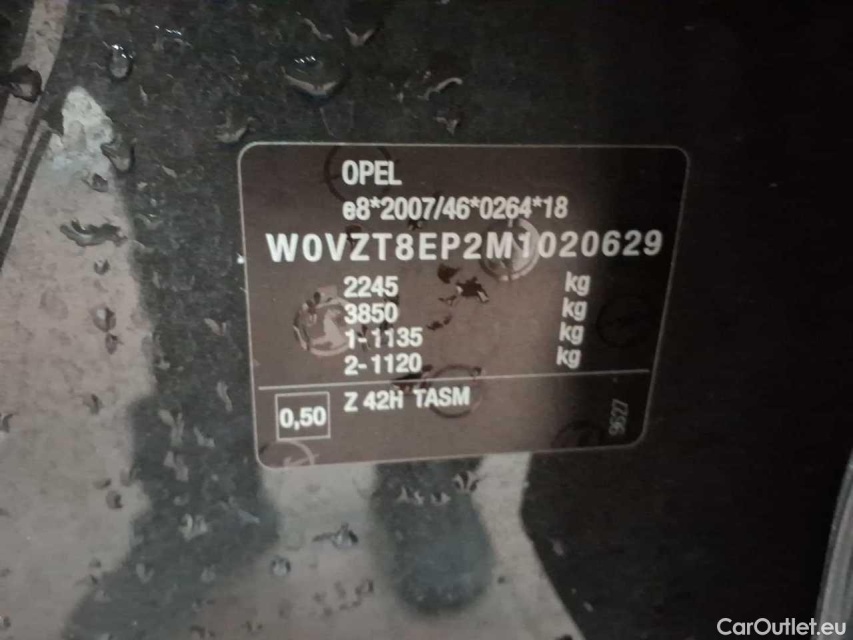 OPEL
e8*2007/46*0264*18
W0VZT8EP2M1020629
2245 kg
3850 kg
1-1135 kg
2-1120 kg
0,50 Z 42H TASM
9627
CarOutlet.eu